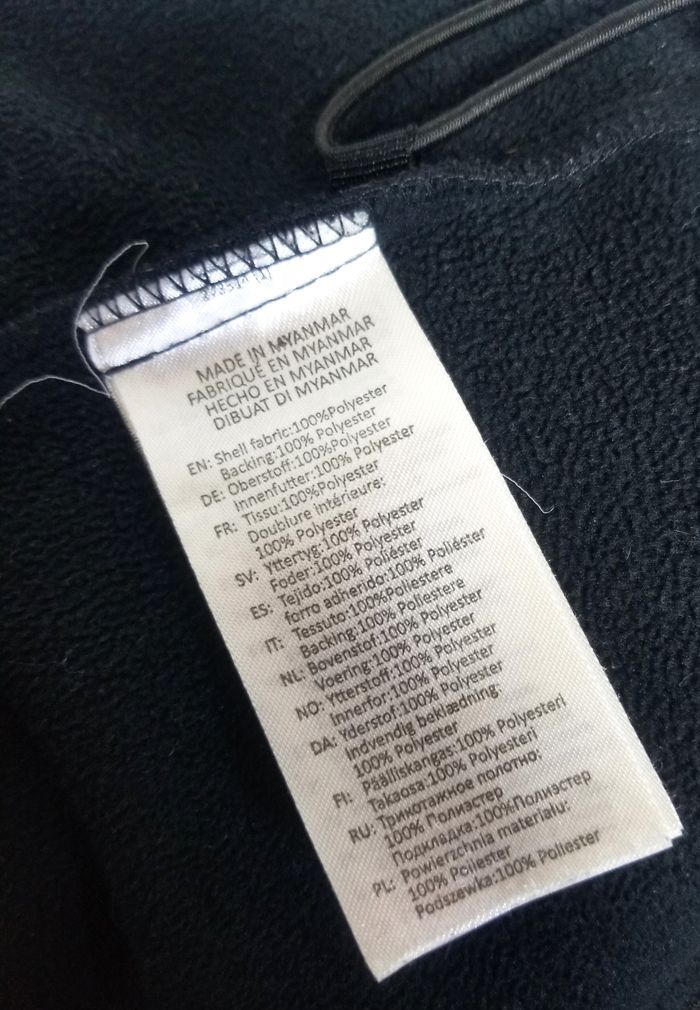 MADE IN MYANMAR
FABRIQUÉ EN MYANMAR
HECHO EN MYANMAR
DIBUAT DI MYANMAR
EN: Shell fabric:100%Polyester
Backing:100% Polyester
DE: Oberstoff:100%Polyester
Innenfutter:100% Polyester
FR: Tissu:100%Polyester
Doublure intérieure:
100% Polyester
SV: Yttertyg:100% Polyester
Foder:100% Polyester
ES: Tejido:100% Poliéster
forro adherido:100% Poliéster
IT: Tessuto:100%Poliestere
Backing:100% Poliestere
NL: Bovenstof:100% Polyester
Voering:100% Polyester
NO: Ytterstoff:100% Polyester
Innerfor:100% Polyester
DA: Yderstof:100% Polyester
Indvendig beklædning:
100% Polyester
FI: Päälliskangas:100% Polyesteri
Takaosa:100% Polyesteri
RU: Трикотажное полотно:
100% Полиэстер
Подкладка:100%Полиэстер
PL: Powierzchnia materiału:
100% Poliester
Podszewka:100% Poliester